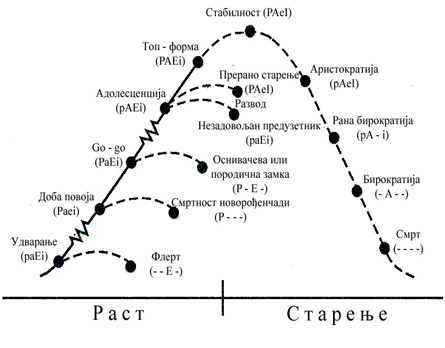 Стабилност (PAeI)
Топ - форма
(PAEi)
Прерано старење
(PAeI)
Аристократија
(pAeI)
Адолесценција
(pAEi)
Развод
Незадовољан предузетник
(paEi)
Рана бирократија
(pA - i)
Go - go
(PaEi)
Оснивачева или
породична замка
(P - E -)
Бирократија
(- A - -)
Доба повоја
(Paei)
Смртност новорођенчади
(P - - -)
Удварање
(paEi)
Флерт
(- - E -)
Смрт
(- - - -)
Раст
Старење